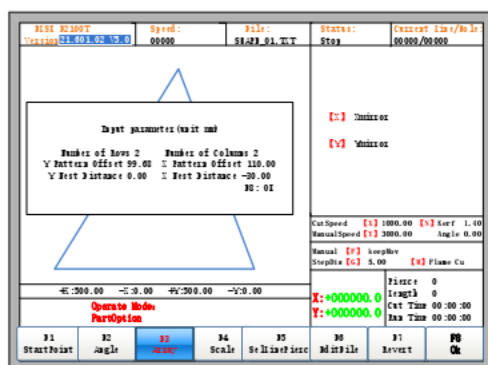 BISI H2100T Speed: File: Status: Current line/Hole:
Version 21.601.02 V5.0 00000 SHAPE_01.TXT Stop 00000/00000
Input parameter(unit mm)
Number of Rows 2 Number of Columns 2
Y Pattern Offset 99.68 X Pattern Offset 110.00
Y Nest Distance 0.00 X Nest Distance -30.00
F8: OK
[X] Xmirror
[Y] Ymirror
CutSpeed [S] 1000.00 [N] Kerf 1.40
ManualSpeed 3000.00 Angle 0.00
Manual [F] keepMov
StepDis [G] 5.00 [M] Flame Cu
+X:500.00 -X:0.00 +Y:500.00 -Y:0.00
Operate Mode:
PartOption
X:+000000.0
Y:+000000.0
Pierce 0
length 0
Cut Time 00:00:00
Run Time 00:00:00
F1 F2 F3 F4 F5 F6 F7 F8
StartPoint Angle Array Scale SelLinePierc EditFile Revert Ok